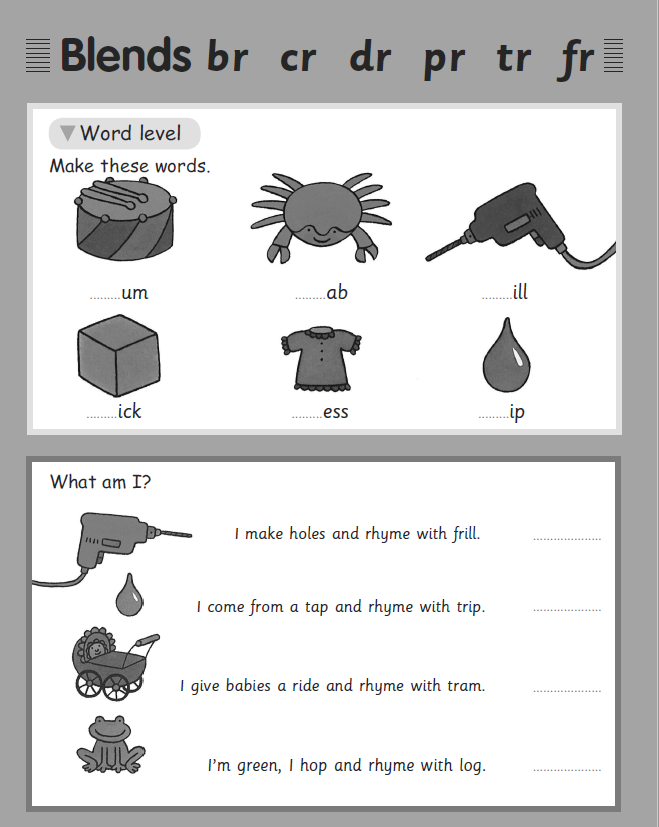 Blends br cr dr pr tr fr
Word level
Make these words.
.........um .........ab .........ill
.........ick .........ess .........ip
What am I?
I make holes and rhyme with frill. ....................
I come from a tap and rhyme with trip. ....................
I give babies a ride and rhyme with tram. ....................
I'm green, I hop and rhyme with log. ....................